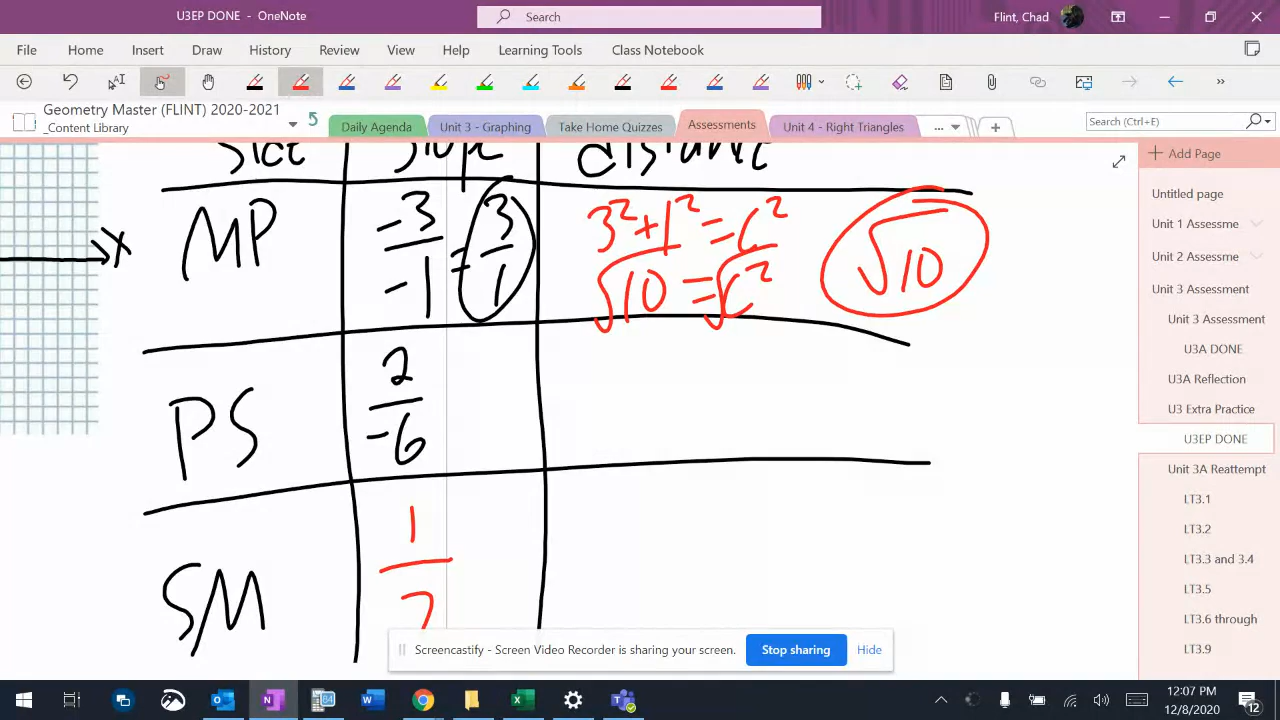 U3EP DONE - OneNote
Search
Flint, Chad
File Home Insert Draw History Review View Help Learning Tools Class Notebook
Geometry Master (FLINT) 2020-2021
_Content Library
Daily Agenda Unit 3 - Graphing Take Home Quizzes Assessments Unit 4 - Right Triangles ... +
Search (Ctrl+E)
Add Page
Untitled page
Unit 1 Assessme
Unit 2 Assessme
Unit 3 Assessment
Unit 3 Assessment
U3A DONE
U3A Reflection
U3 Extra Practice
U3EP DONE
Unit 3A Reattempt
LT3.1
LT3.2
LT3.3 and 3.4
LT3.5
LT3.6 through
LT3.9
Side slope distance
x
MP -3/-1 = 3/1 3² + 1² = c² √10
√10 = √c²
PS 2/-6
SM 1/7
Screencastify - Screen Video Recorder is sharing your screen. Stop sharing Hide
12:07 PM
12/8/2020
12